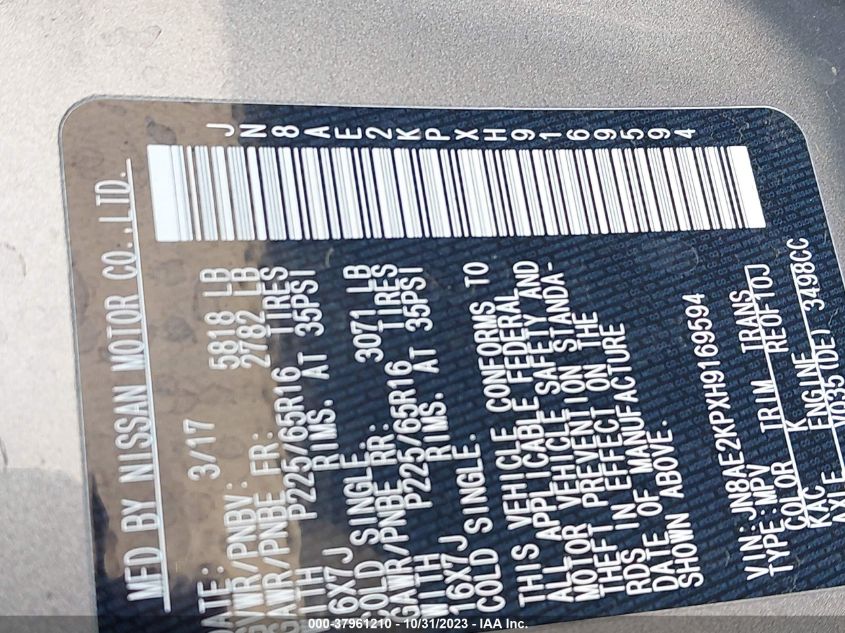 JN8AE2KPXH9169594
MFD BY NISSAN MOTOR CO.,LTD.
DATE: 3/17
GVWR/PNBV: 5818 LB
GAWR/PNBE FR: 2782 LB
WITH P225/65R16 TIRES
16X7J RIMS. AT 35PSI
COLD SINGLE.
GAWR/PNBE RR: 3071 LB
WITH P225/65R16 TIRES
16X7J RIMS. AT 35PSI
COLD SINGLE.
THIS VEHICLE CONFORMS TO
ALL APPLICABLE FEDERAL
MOTOR VEHICLE SAFETY AND
THEFT PREVENTION STANDA-
RDS IN EFFECT ON THE
DATE OF MANUFACTURE
SHOWN ABOVE.
VIN:JN8AE2KPXH9169594
TYPE:MPV
COLOR TRIM TRANS
KAC K RE0F10J
AXLE ENGINE
VQ35(DE) 3498CC
000-37961210 - 10/31/2023 - IAA Inc.